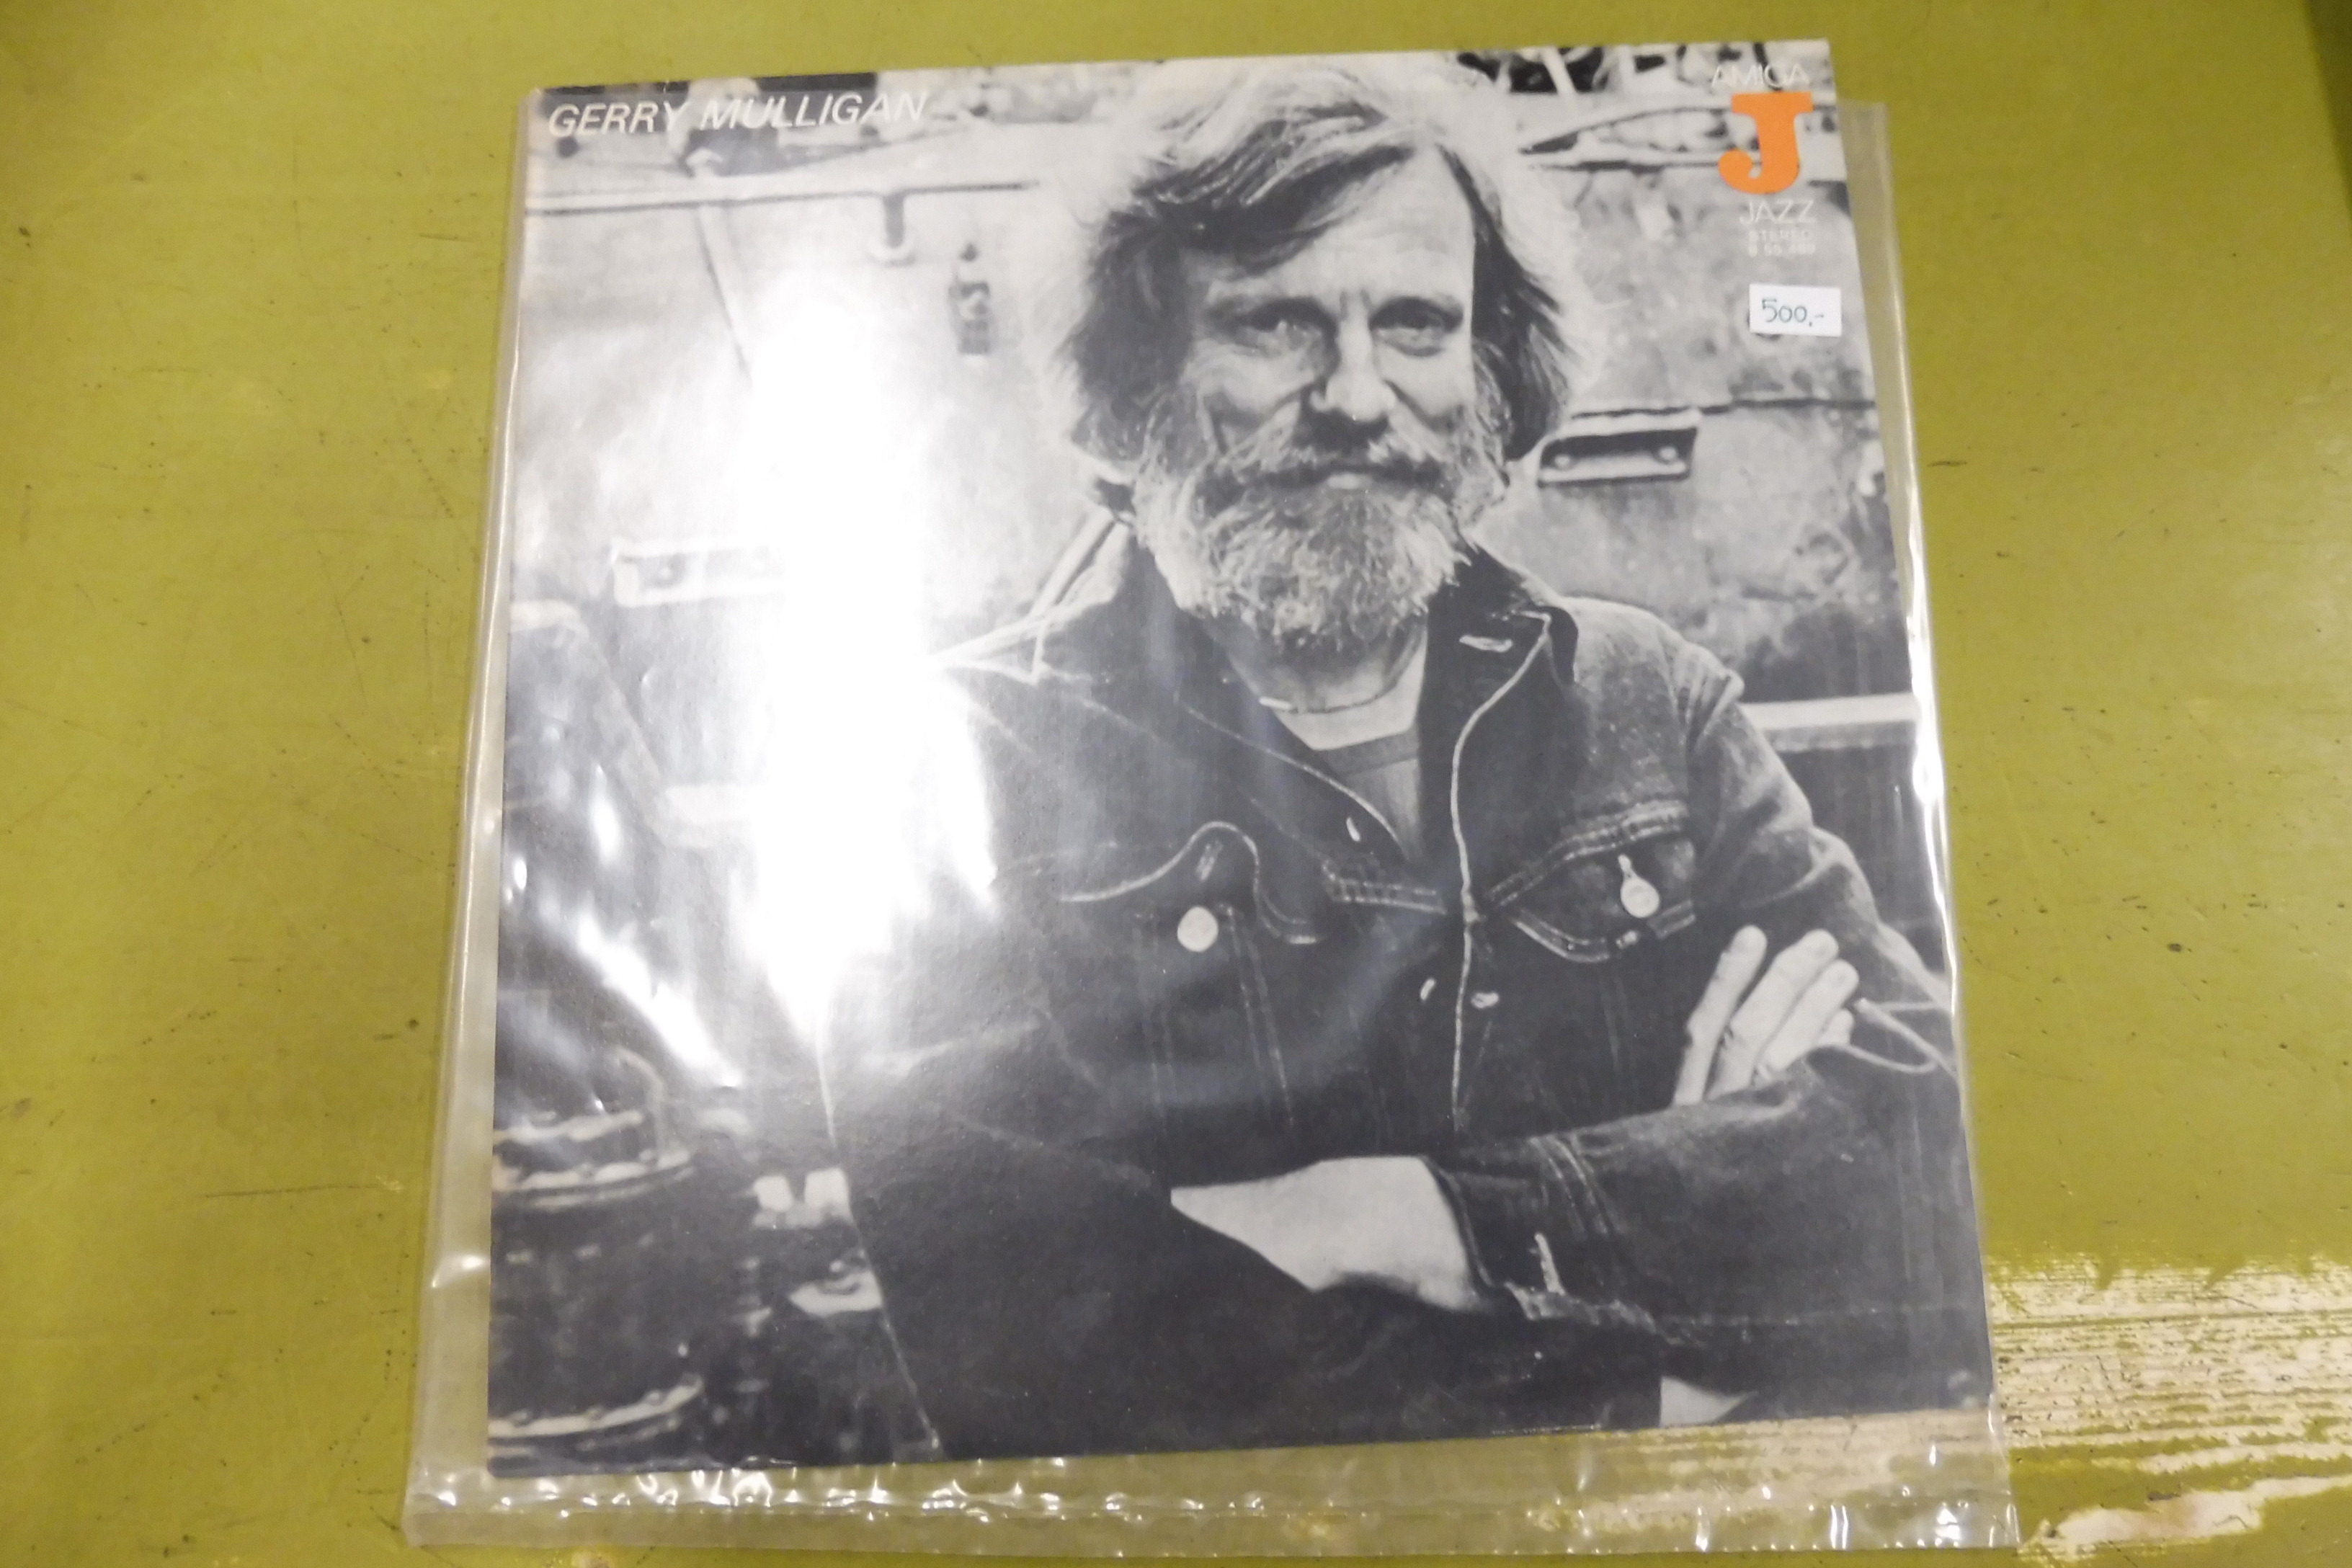 GERRY MULLIGAN
AMIGA
J
JAZZ
STEREO
500,-